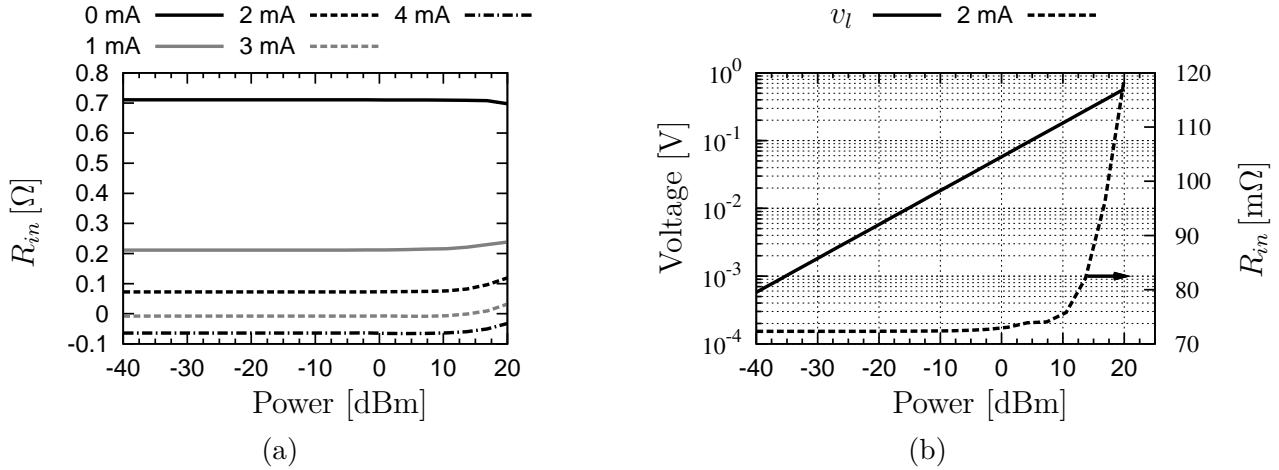 0 mA 2 mA 4 mA
1 mA 3 mA
0.8
0.7
0.6
0.5
0.4
0.3
0.2
0.1
0
-0.1
R_in [Ω]
-40 -30 -20 -10 0 10 20
Power [dBm]
(a)
v_l 2 mA
10^0
10^-1
10^-2
10^-3
10^-4
Voltage [V]
120
110
100
90
80
70
R_in [mΩ]
-40 -30 -20 -10 0 10 20
Power [dBm]
(b)